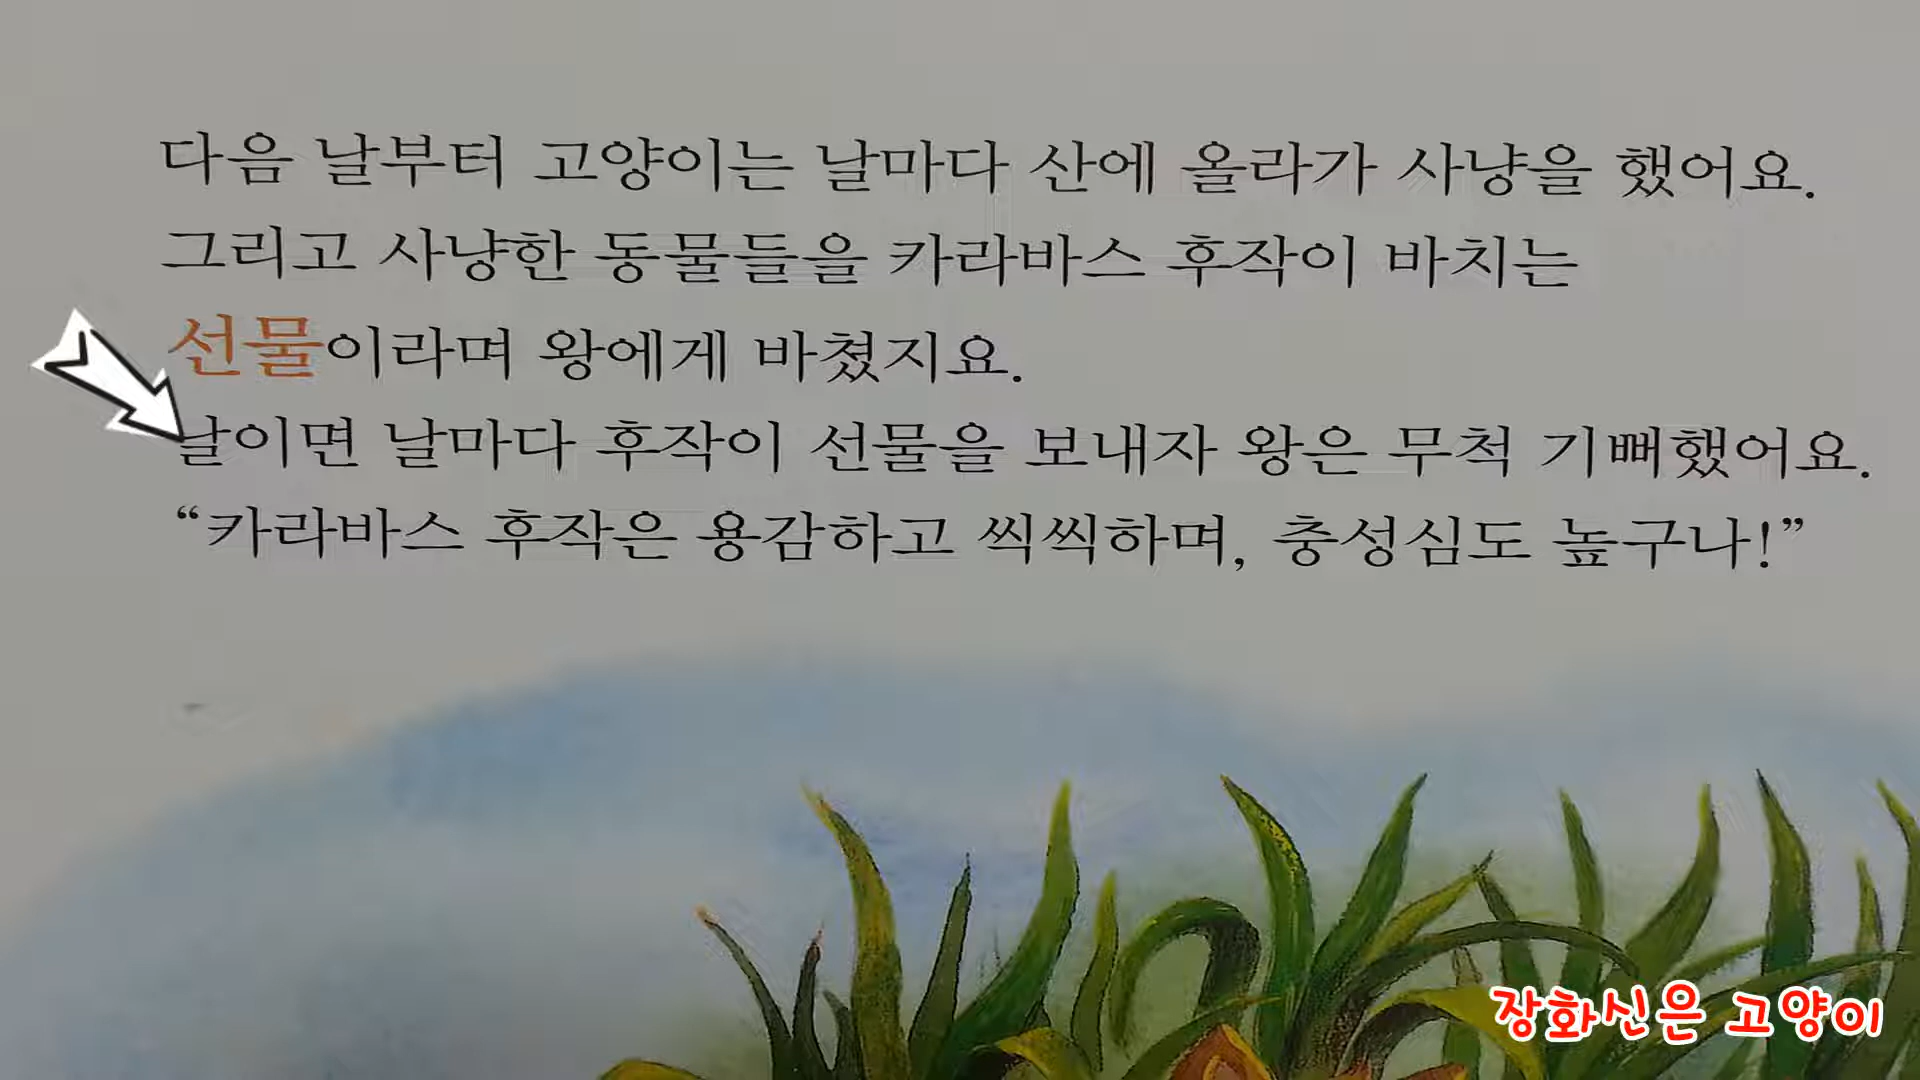 다음 날부터 고양이는 날마다 산에 올라가 사냥을 했어요.
그리고 사냥한 동물들을 카라바스 후작이 바치는
선물이라며 왕에게 바쳤지요.
날이면 날마다 후작이 선물을 보내자 왕은 무척 기뻐했어요.
“카라바스 후작은 용감하고 씩씩하며, 충성심도 높구나!”
장화신은 고양이